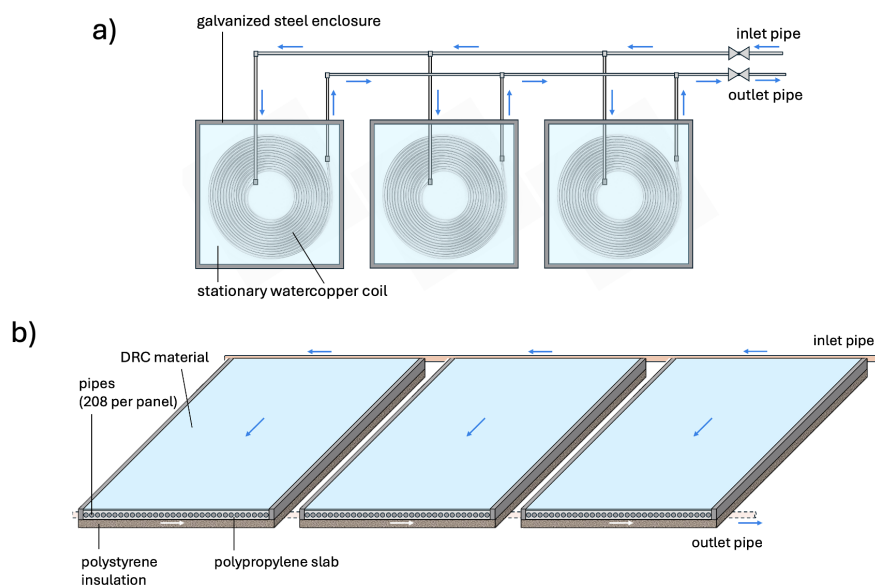 a)
galvanized steel enclosure
inlet pipe
outlet pipe
stationary watercopper coil
b)
inlet pipe
DRC material
pipes
(208 per panel)
outlet pipe
polystyrene
insulation
polypropylene slab